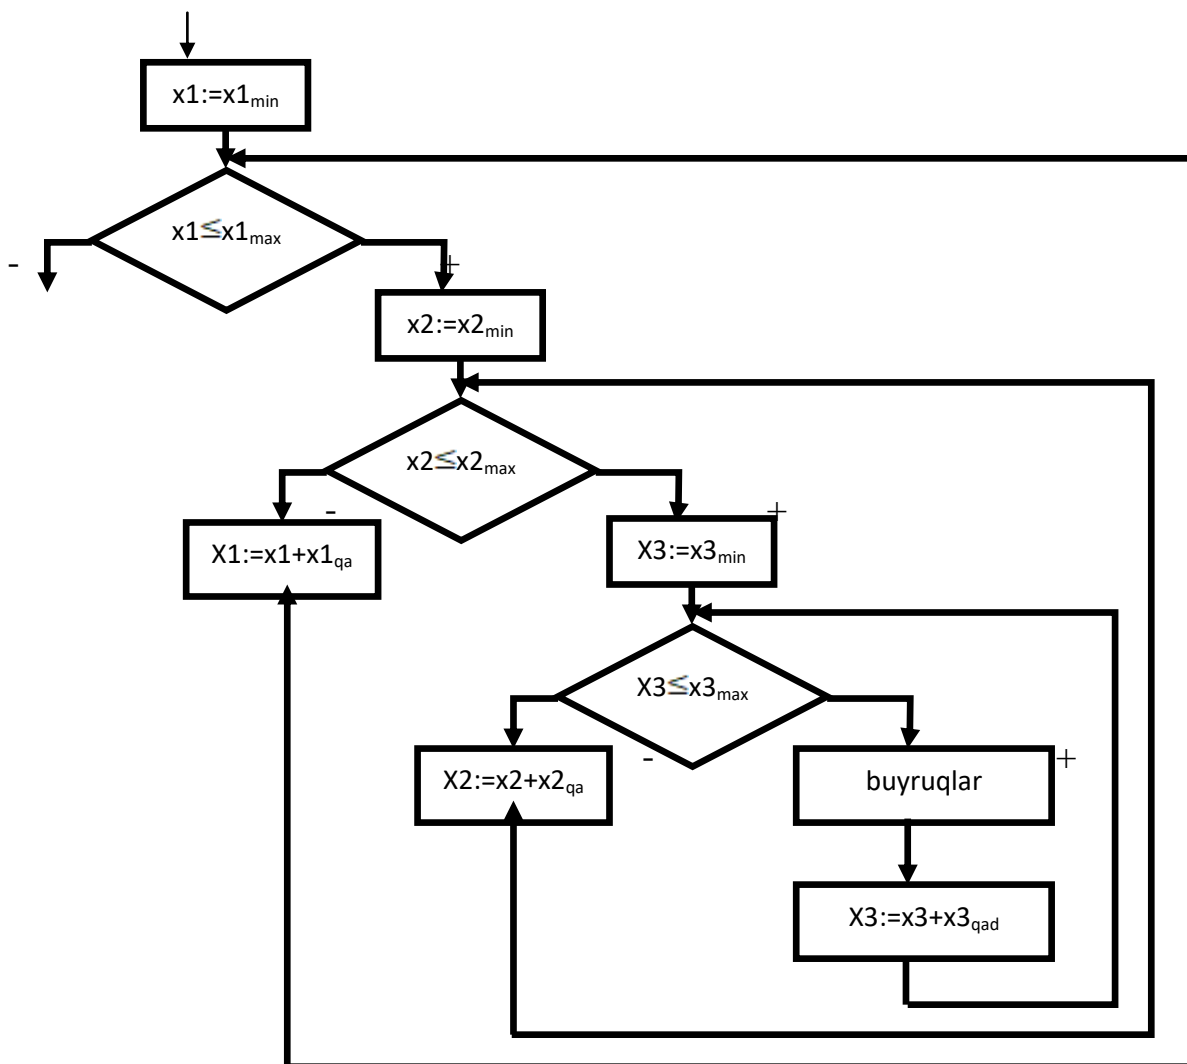 x1:=x1min
x1≤x1max
-
+
x2:=x2min
x2≤x2max
-
+
X1:=x1+x1qa
X3:=x3min
X3≤x3max
-
+
X2:=x2+x2qa
buyruqlar
X3:=x3+x3qad